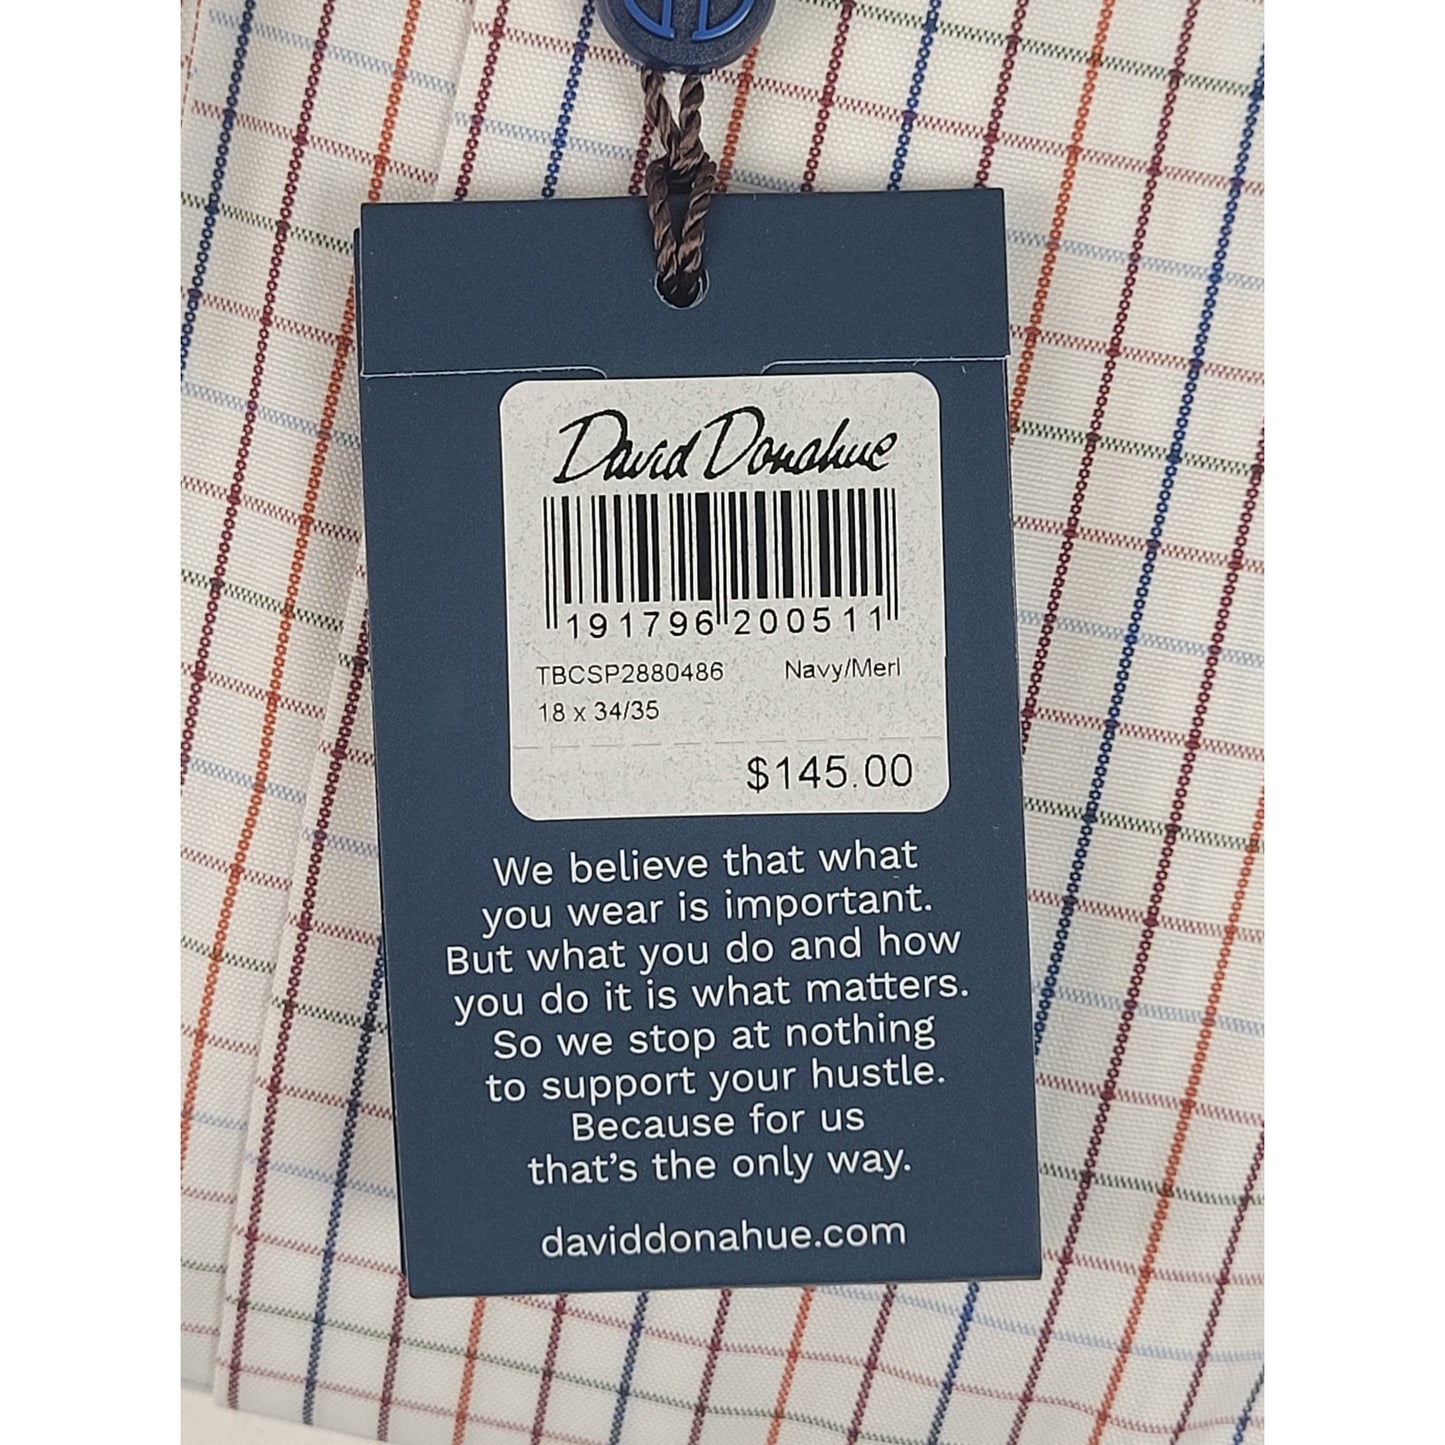 David Donahue
191796 200511
TBCSP2880486 Navy/Merl
18 x 34/35
$145.00
We believe that what
you wear is important.
But what you do and how
you do it is what matters.
So we stop at nothing
to support your hustle.
Because for us
that's the only way.
daviddonahue.com